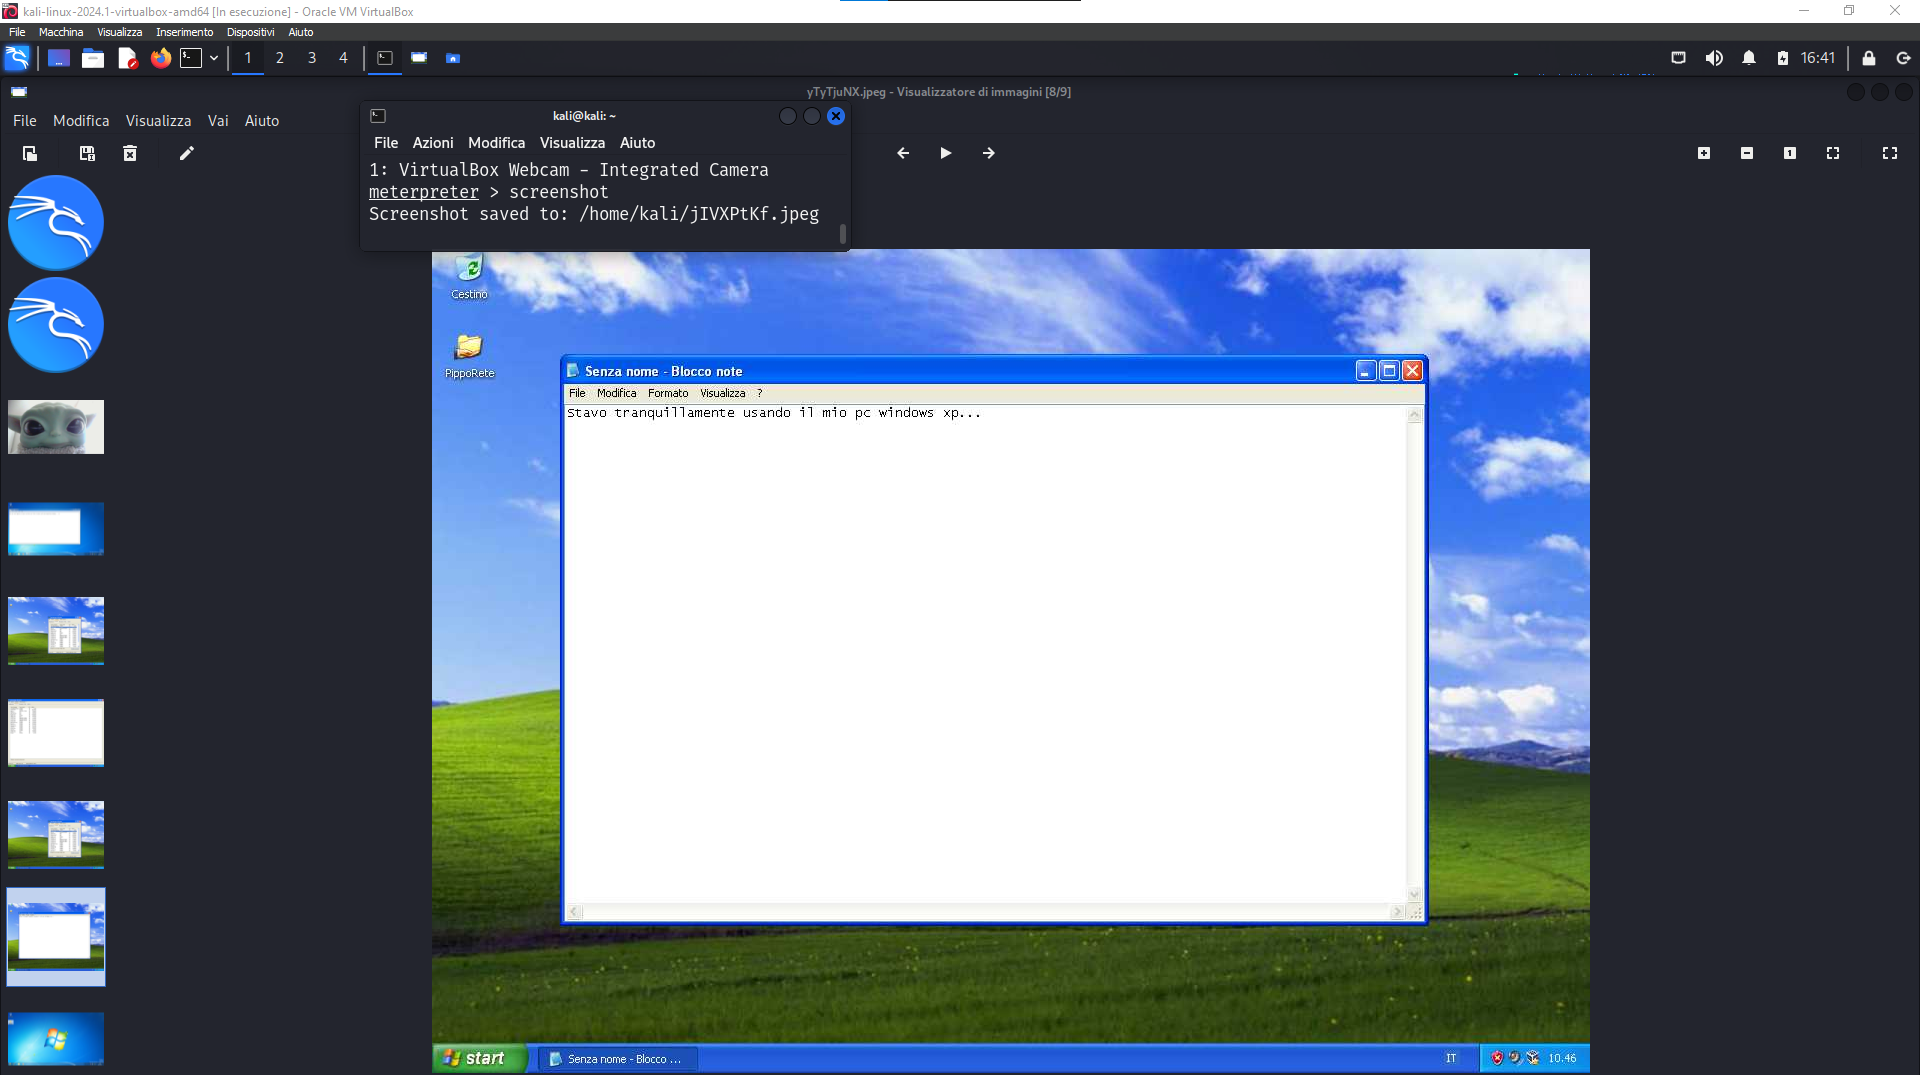 kali-linux-2024.1-virtualbox-amd64 [In esecuzione] - Oracle VM VirtualBox
File Macchina Visualizza Inserimento Dispositivi Aiuto
1 2 3 4
16:41
yTyTjuNX.jpeg - Visualizzatore di immagini [8/9]
File Modifica Visualizza Vai Aiuto
kali@kali: ~
File Azioni Modifica Visualizza Aiuto
1: VirtualBox Webcam - Integrated Camera
meterpreter > screenshot
Screenshot saved to: /home/kali/jIVXPtKf.jpeg
Cestino
PippoRete
Senza nome - Blocco note
File Modifica Formato Visualizza ?
Stavo tranquillamente usando il mio pc windows xp...
start
Senza nome - Blocco ...
IT
10.46